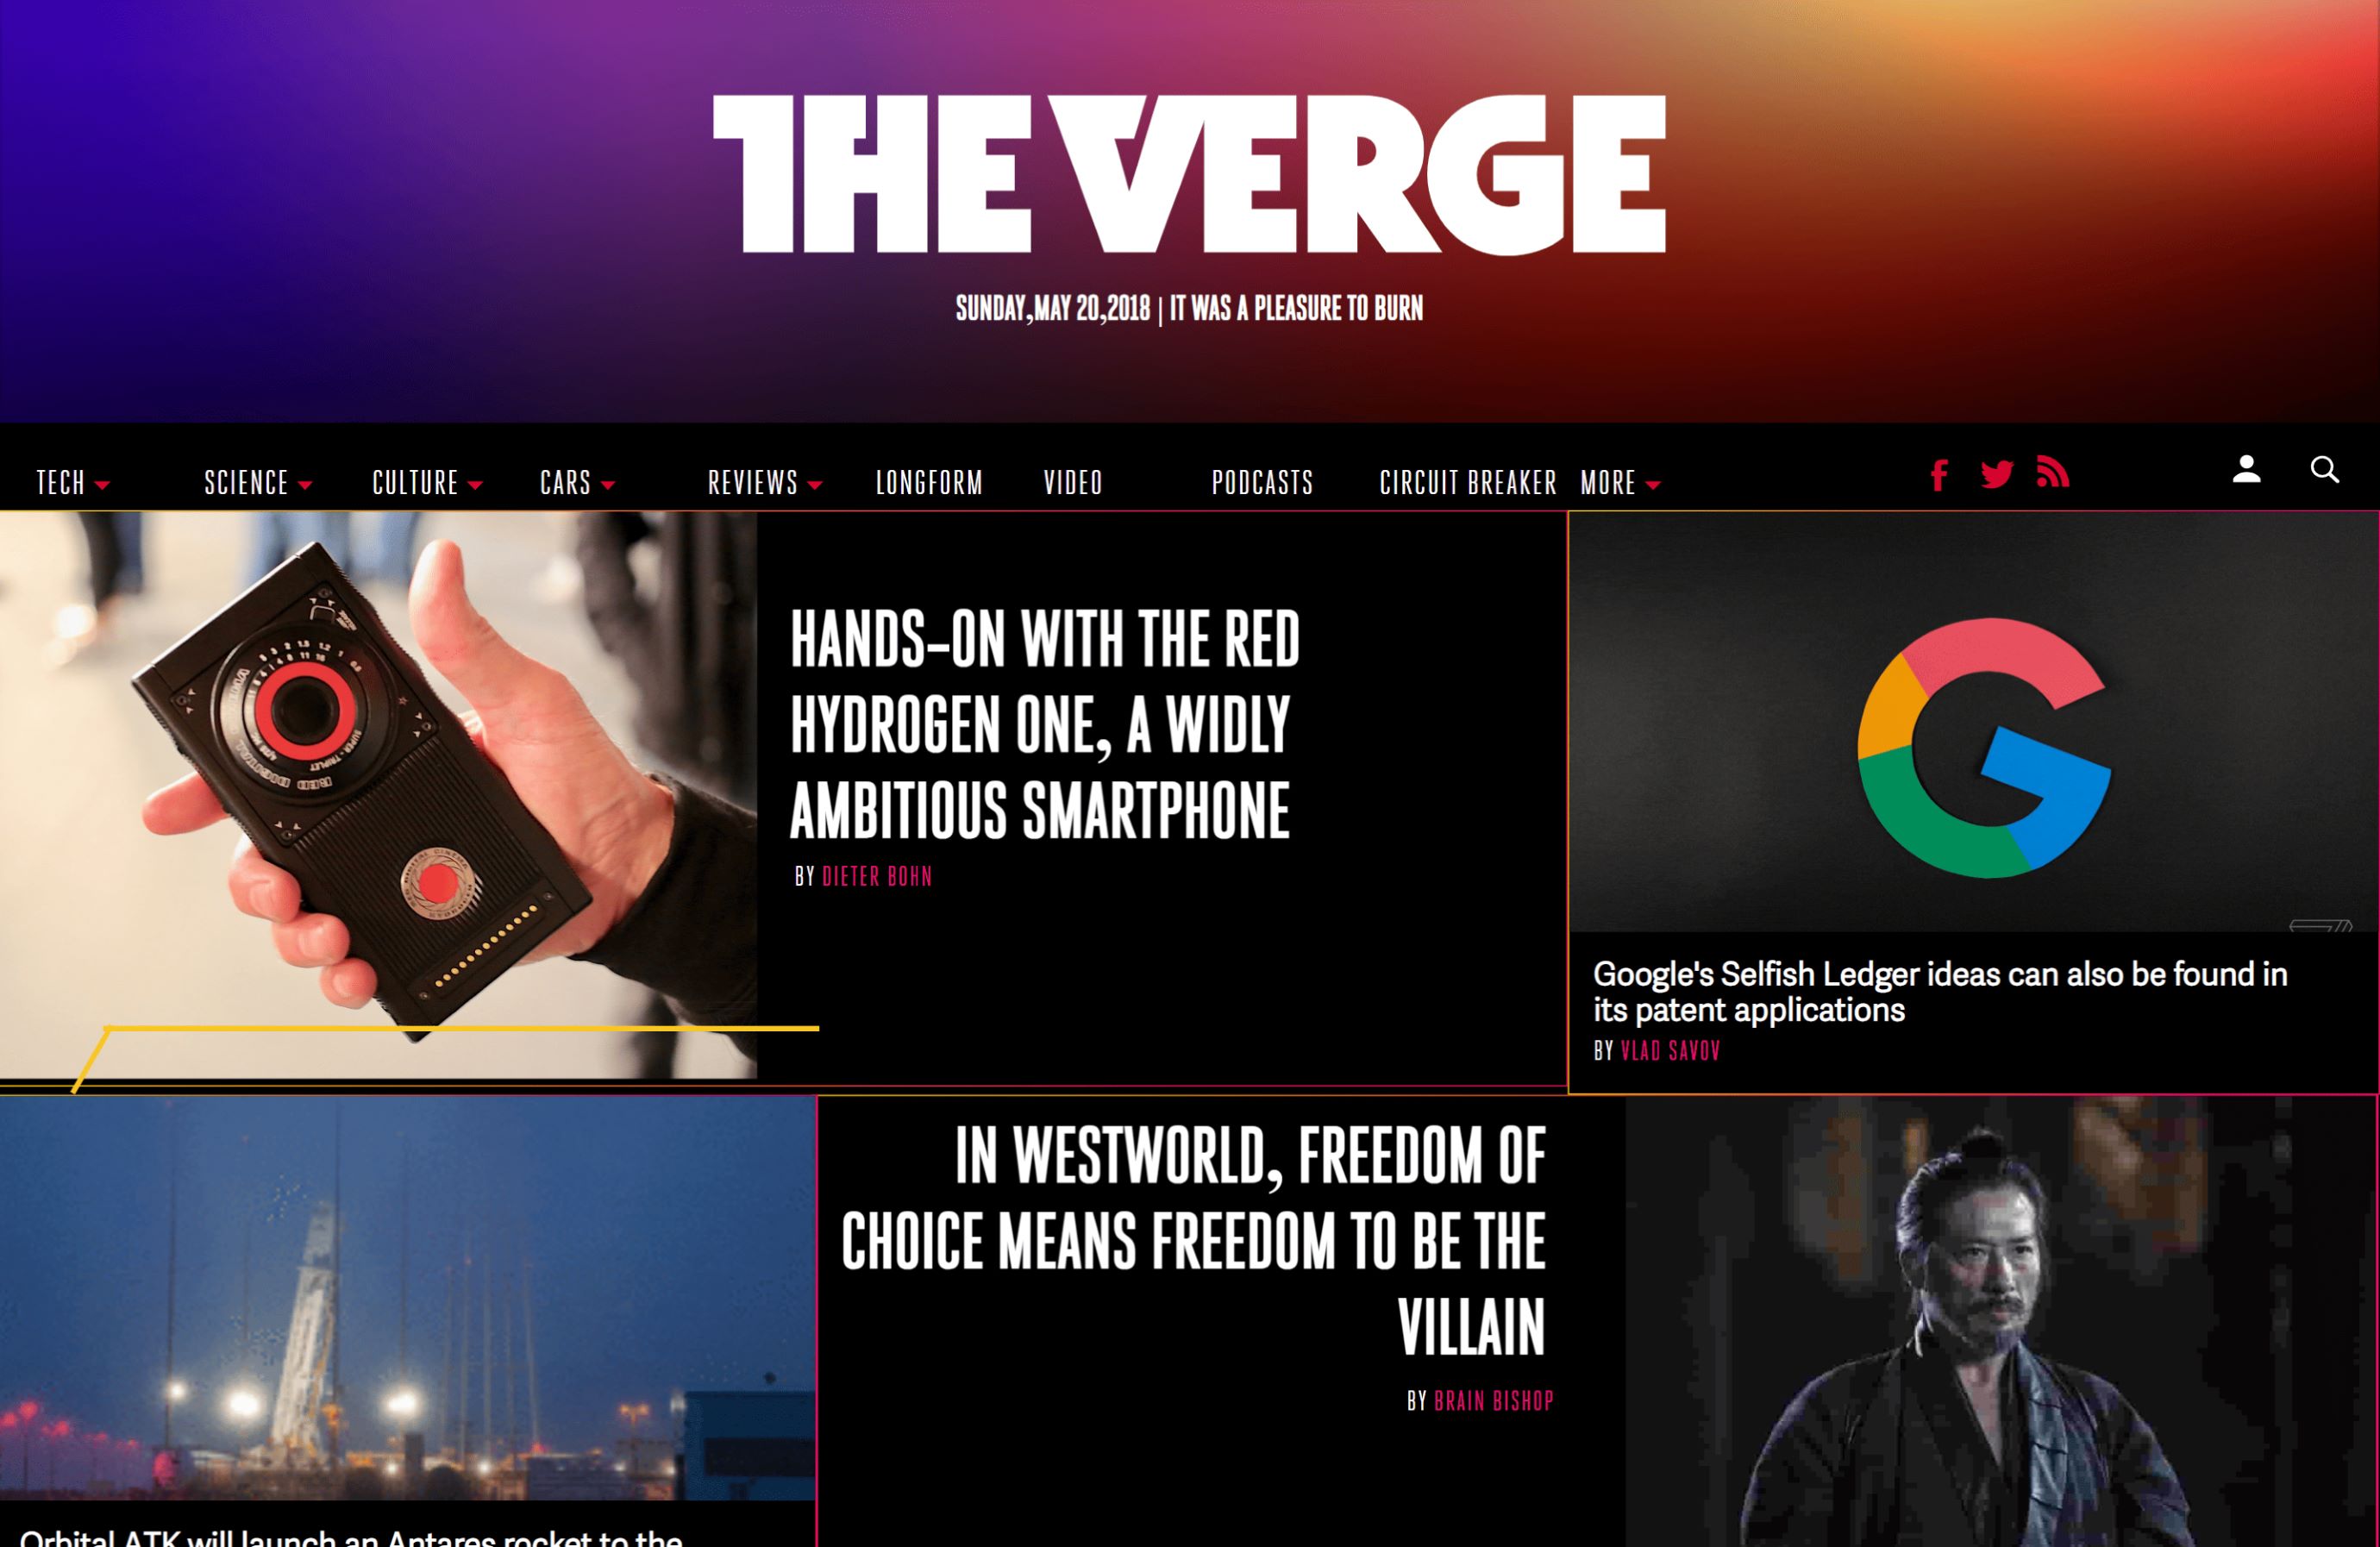 THE VERGE
SUNDAY,MAY 20,2018 | IT WAS A PLEASURE TO BURN
TECH SCIENCE CULTURE CARS REVIEWS LONGFORM VIDEO PODCASTS CIRCUIT BREAKER MORE
HANDS-ON WITH THE RED
HYDROGEN ONE, A WIDLY
AMBITIOUS SMARTPHONE
BY DIETER BOHN
Google's Selfish Ledger ideas can also be found in
its patent applications
BY VLAD SAVOV
IN WESTWORLD, FREEDOM OF
CHOICE MEANS FREEDOM TO BE THE
VILLAIN
BY BRAIN BISHOP
Orbital ATK will launch an Antares rocket to the